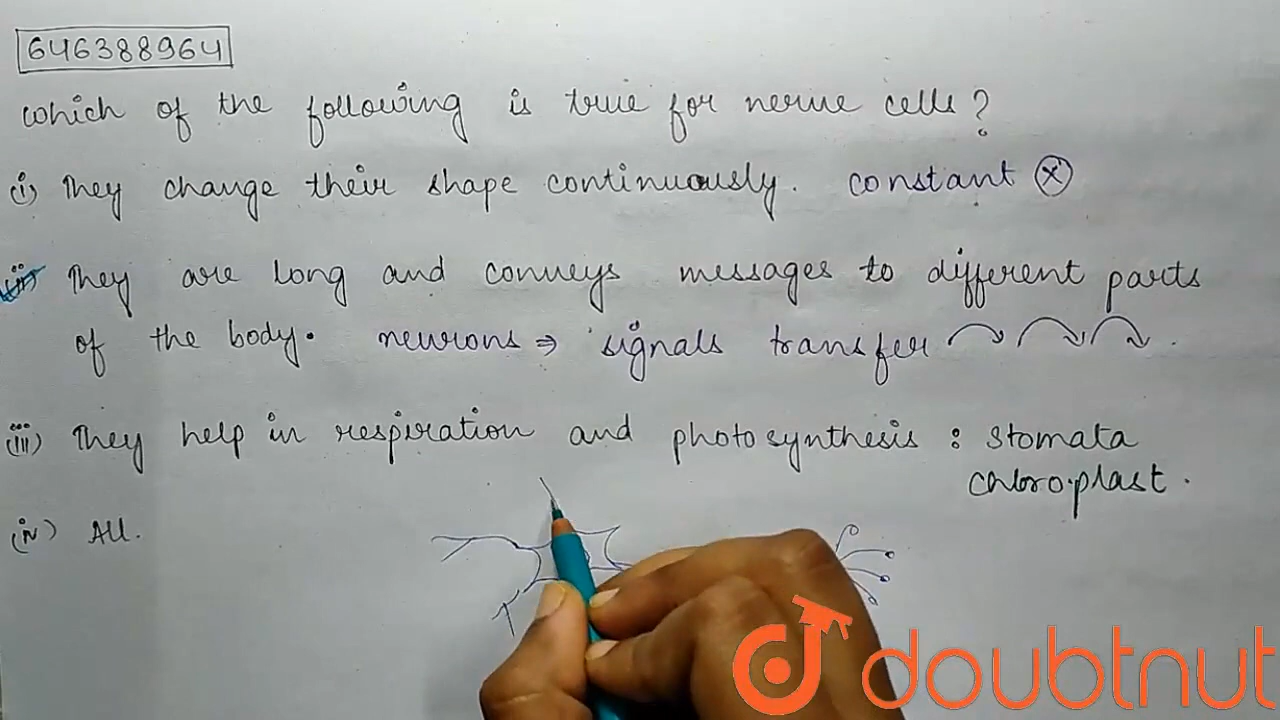 646388964
Which of the following is true for nerve cells?
(i) They change their shape continuously. constant ⓧ
(ii) They are long and conveys messages to different parts
of the body. neurons ⇒ signals transfer
(iii) They help in respiration and photosynthesis : stomata
chloroplast.
(iv) All.
doubtnut